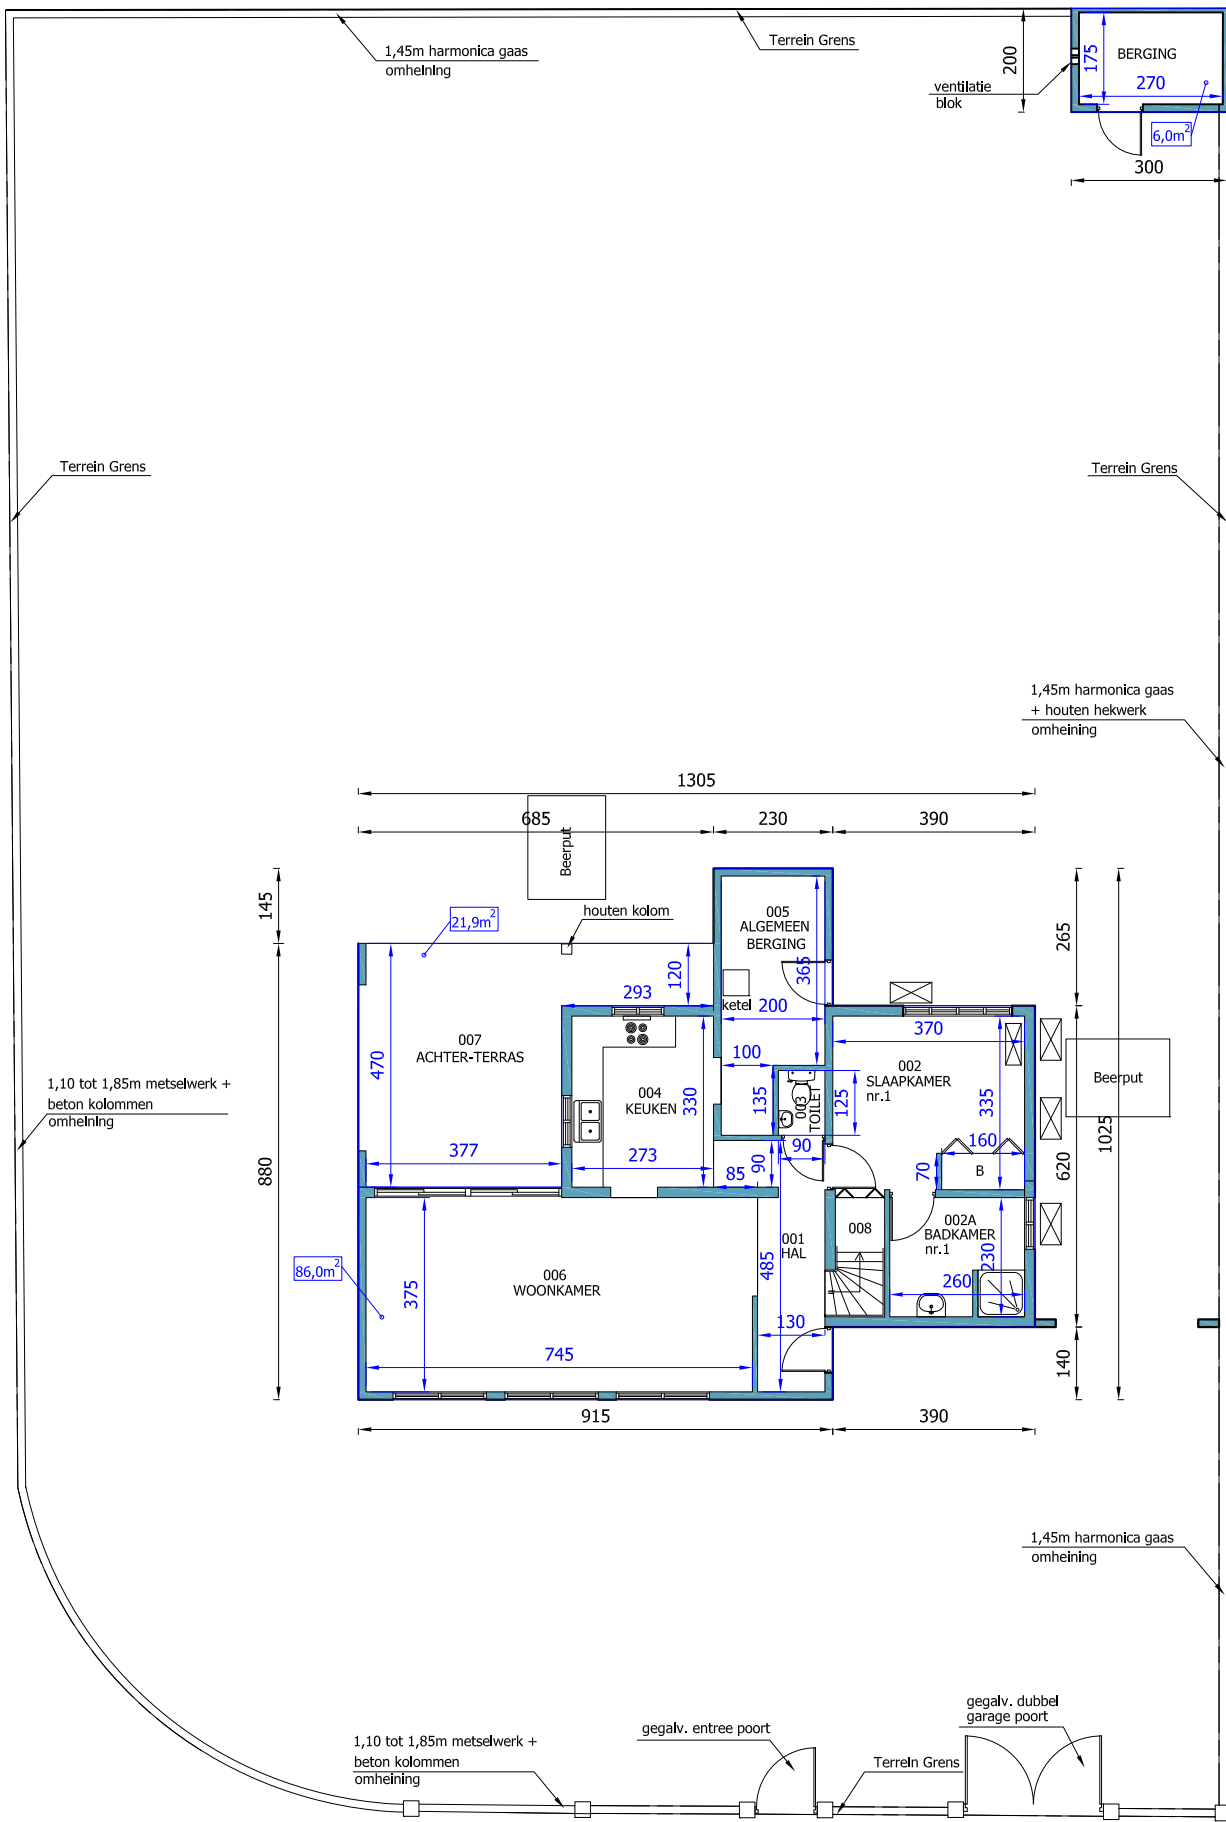 1,45m harmonica gaas
omheining
Terrein Grens
200
175
BERGING
270
ventilatie
blok
6,0m²
300
Terrein Grens
Terrein Grens
1,45m harmonica gaas
+ houten hekwerk
omheining
1305
685
230
390
Beerput
145
21,9m²
houten kolom
005
ALGEMEEN
BERGING
365
265
120
293
ketel
200
370
007
ACHTER-TERRAS
470
100
002
SLAAPKAMER
nr.1
Beerput
1,10 tot 1,85m metselwerk +
beton kolommen
omheining
004
KEUKEN
330
135
003
TOILET
125
335
1025
880
377
273
85
90
90
70
160
B
620
008
002A
BADKAMER
nr.1
230
001
HAL
485
86,0m²
375
006
WOONKAMER
260
130
745
140
915
390
1,45m harmonica gaas
omheining
1,10 tot 1,85m metselwerk +
beton kolommen
omheining
gegalv. entree poort
gegalv. dubbel
garage poort
Terrein Grens